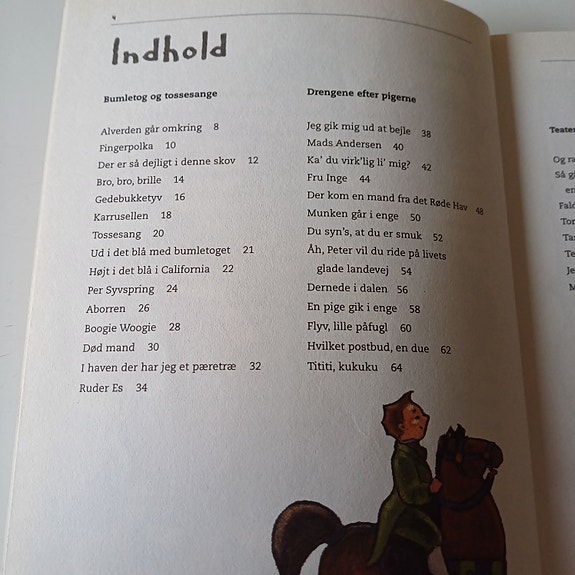 4
Indhold
Bumletog og tossesange
Alverden går omkring 8
Fingerpolka 10
Der er så dejligt i denne skov 12
Bro, bro, brille 14
Gedebukketyv 16
Karrusellen 18
Tossesang 20
Ud i det blå med bumletoget 21
Højt i det blå i California 22
Per Syvspring 24
Aborren 26
Boogie Woogie 28
Død mand 30
I haven der har jeg et pæretræ 32
Ruder Es 34
Drengene efter pigerne
Jeg gik mig ud at bejle 38
Mads Andersen 40
Ka' du virk'lig li' mig? 42
Fru Inge 44
Der kom en mand fra det Røde Hav 48
Munken går i enge 50
Du syn's, at du er smuk 52
Åh, Peter vil du ride på livets
glade landevej 54
Dernede i dalen 56
En pige gik i enge 58
Flyv, lille påfugl 60
Hvilket postbud, en due 62
Tititi, kukuku 64
Og
Så